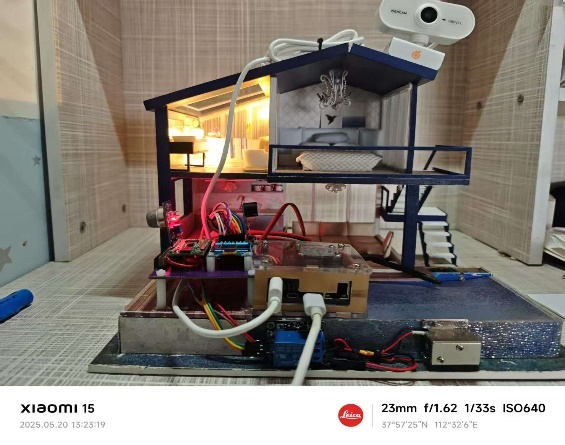 XIAOMI 15
2025.05.20 13:23:19
Leica
23mm f/1.62 1/33s ISO640
37°57'25"N 112°32'6"E